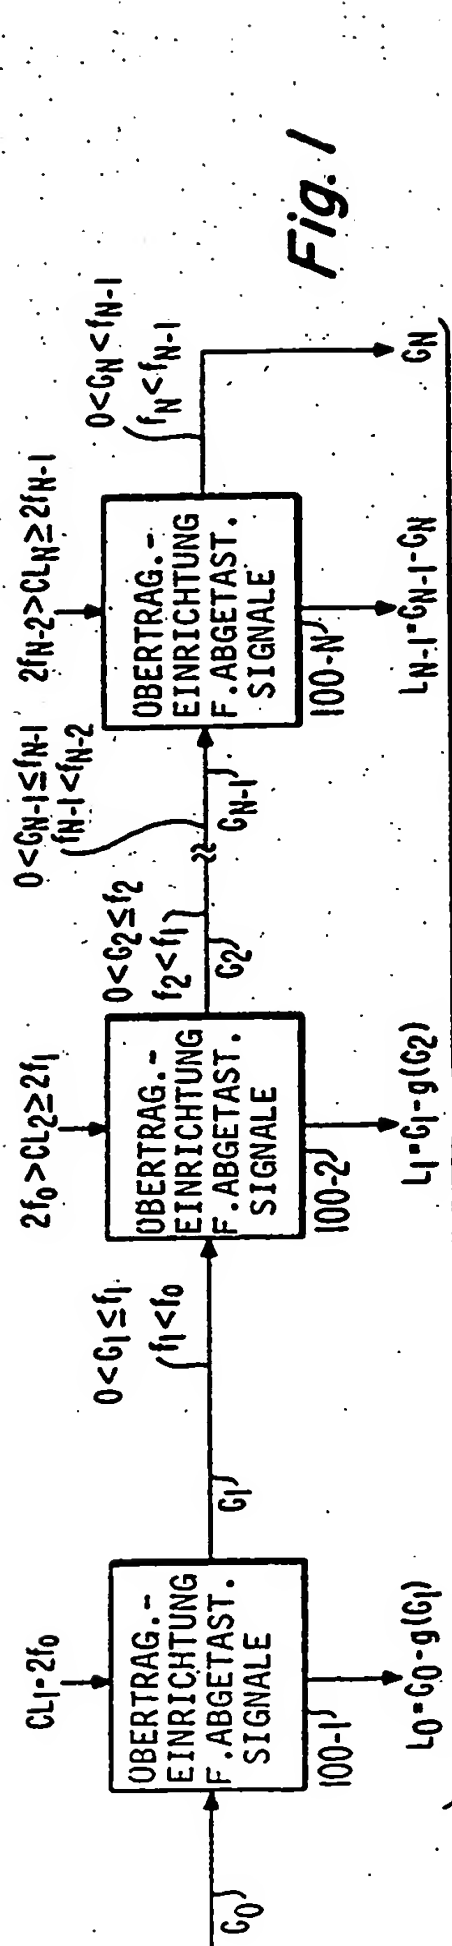 Fig. 1
G0
CL1=2f0
ÜBERTRAG.-
EINRICHTUNG
F.ABGETAST.
SIGNALE
100-1
L0=G0-g(G1)
G1
0<G1≤f1
f1<f0
2f0>CL2≥2f1
ÜBERTRAG.-
EINRICHTUNG
F.ABGETAST.
SIGNALE
100-2
L1=G1-g(G2)
G2
0<G2≤f2
f2<f1
0<GN-1≤fN-1
fN-1<fN-2
GN-1
2fN-2>CLN≥2fN-1
ÜBERTRAG.-
EINRICHTUNG
F.ABGETAST.
SIGNALE
100-N
LN-1=GN-1-GN
0<GN<fN-1
fN<fN-1
GN